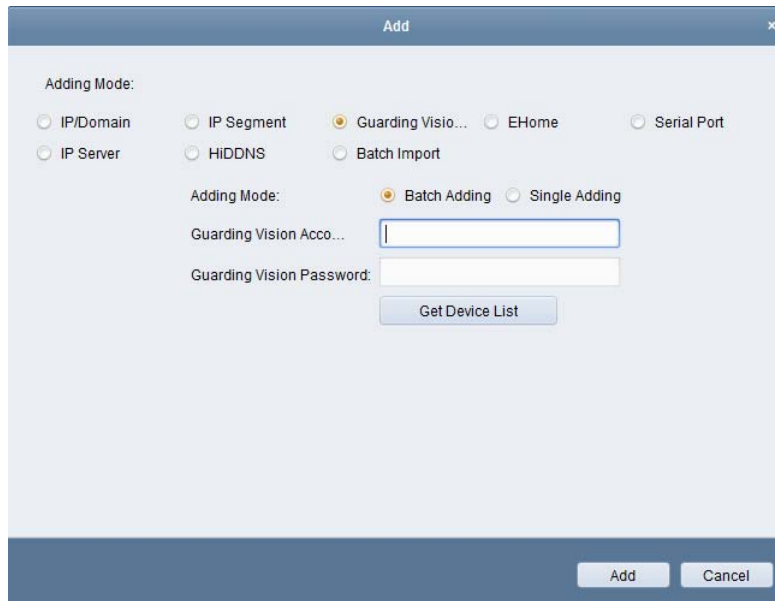 Add
×
Adding Mode:
IP/Domain IP Segment Guarding Visio... EHome Serial Port
IP Server HiDDNS Batch Import
Adding Mode: Batch Adding Single Adding
Guarding Vision Acco...
Guarding Vision Password:
Get Device List
Add Cancel